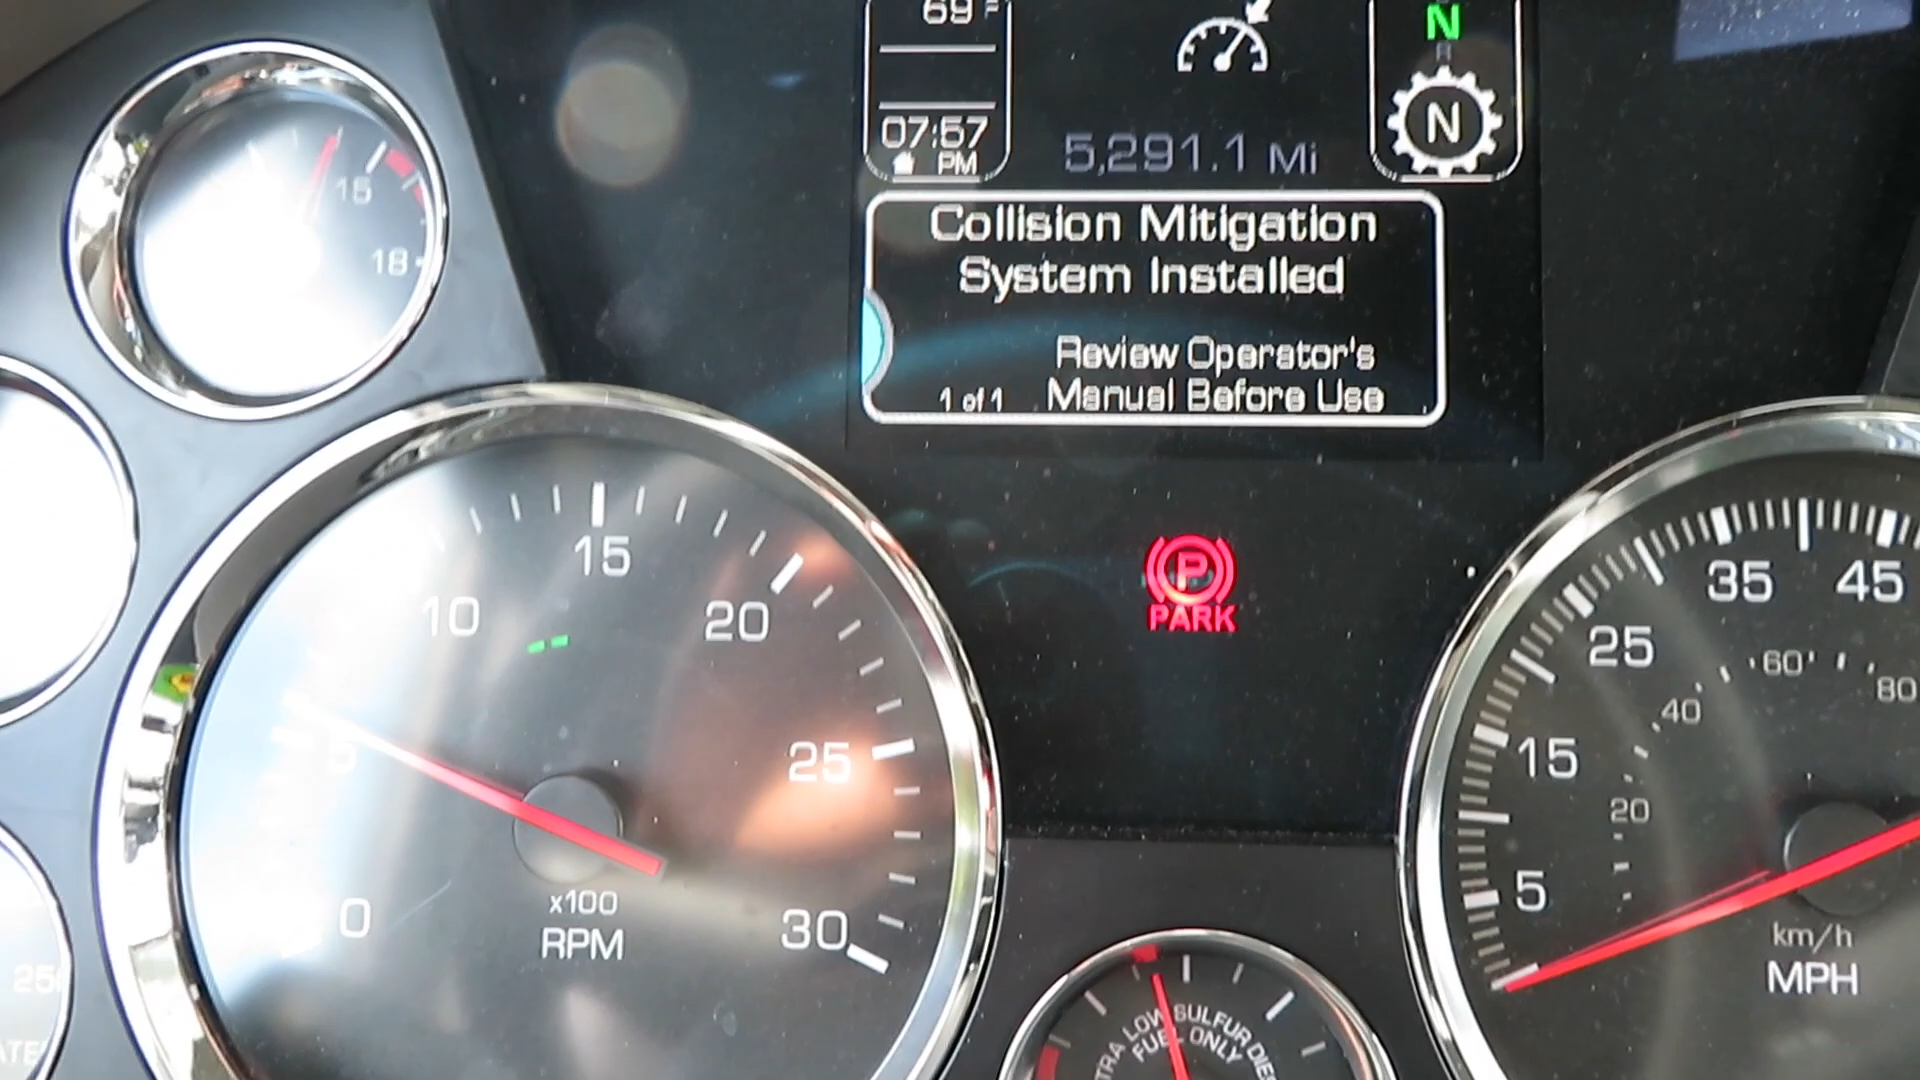 69 F
N
R
N
07:57
PM
5,291.1 Mi
Collision Mitigation
System Installed
Review Operator's
1 of 1 Manual Before Use
15
18
P
PARK
0
5
10
15
20
25
30
x100
RPM
5
15
25
35
45
20
40
60
80
km/h
MPH
LOW SULFUR
FUEL ONLY